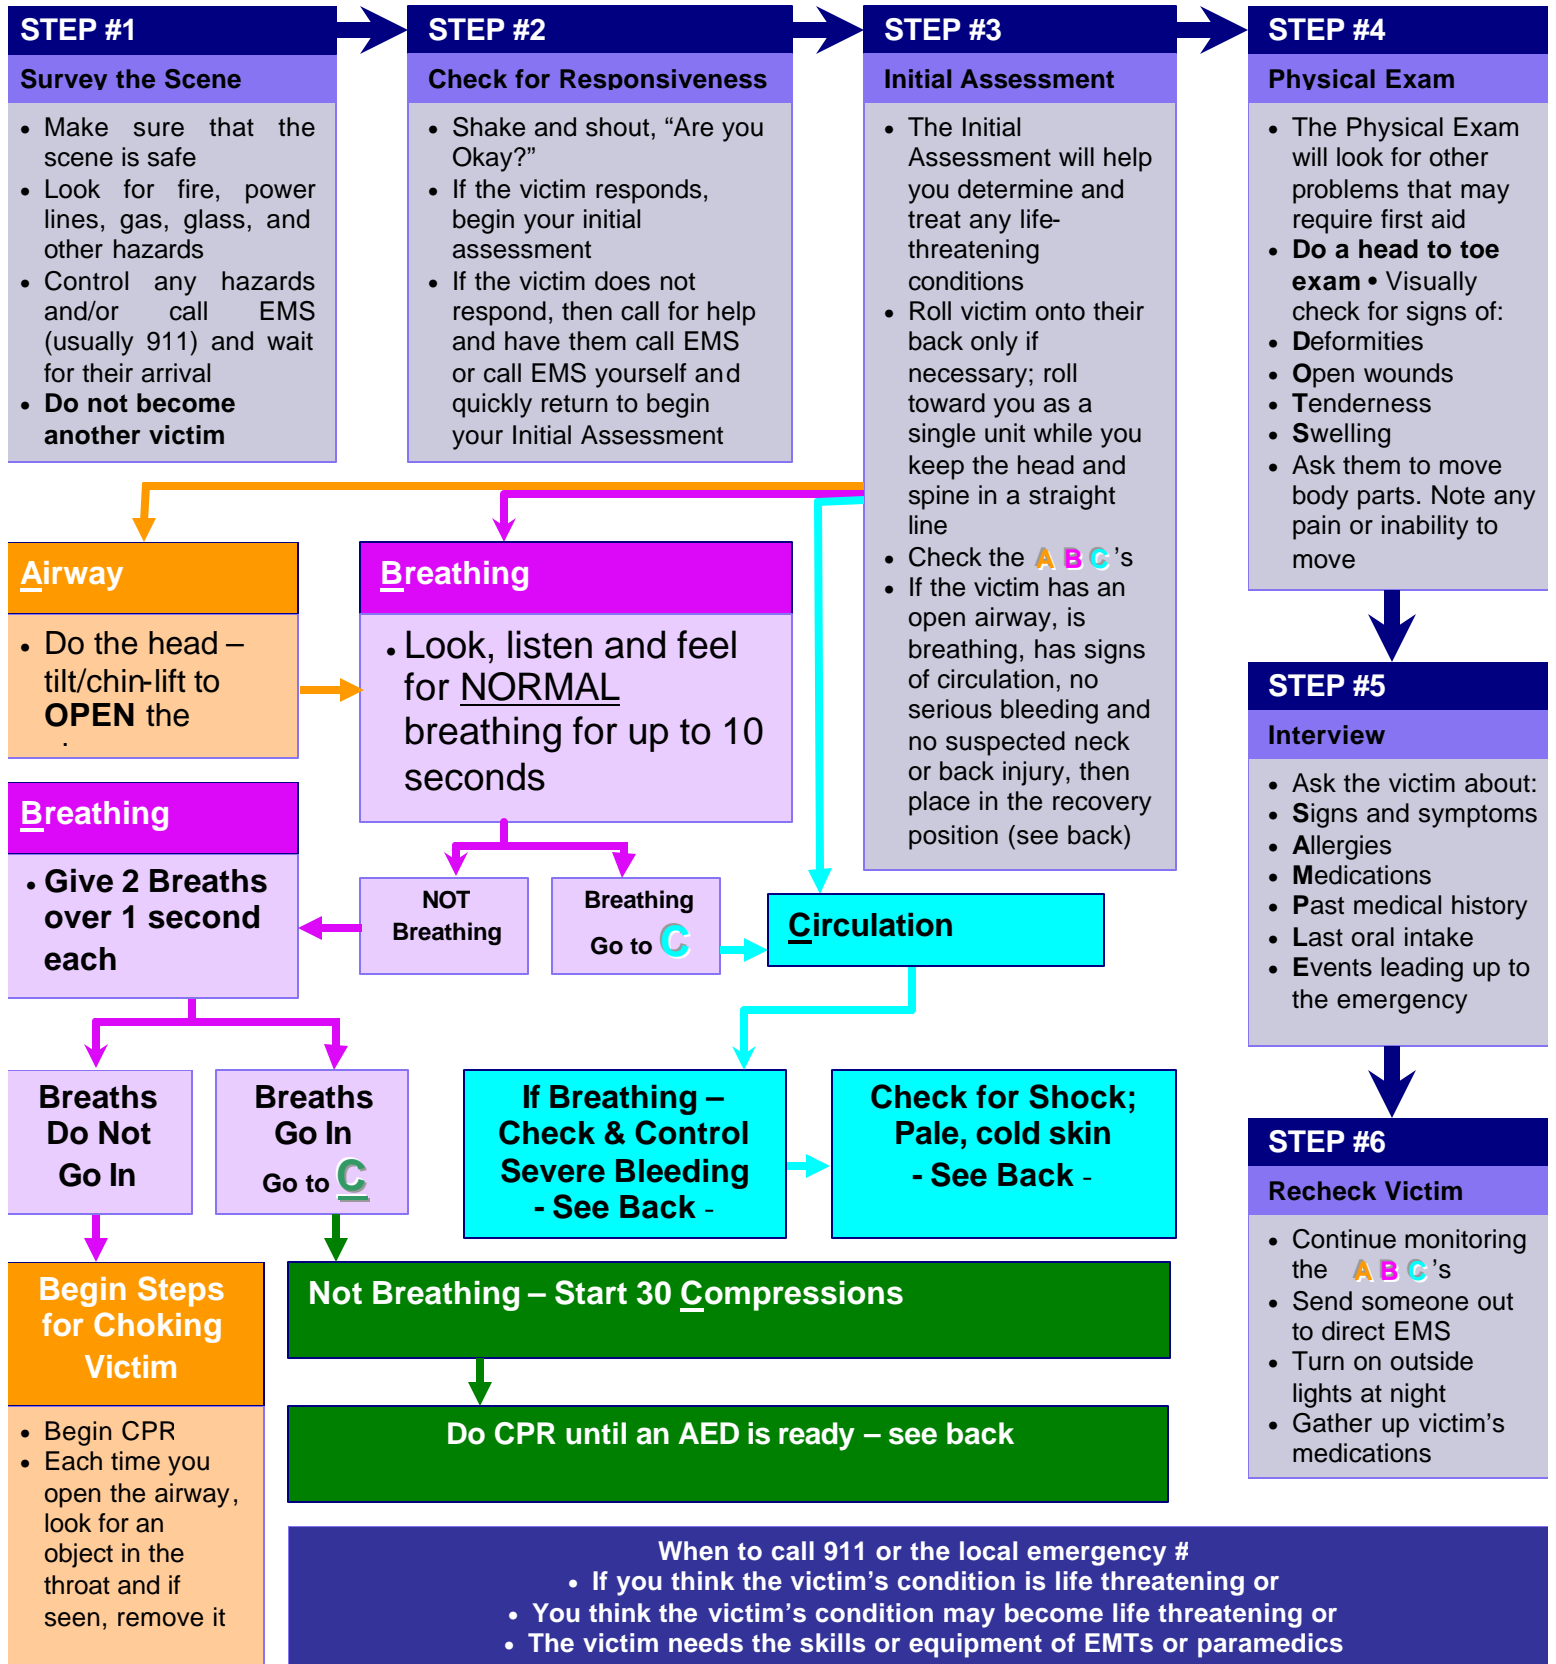 STEP #1
Survey the Scene
• Make sure that the
scene is safe
• Look for fire, power
lines, gas, glass, and
other hazards
• Control any hazards
and/or call EMS
(usually 911) and wait
for their arrival
• Do not become
another victim
STEP #2
Check for Responsiveness
• Shake and shout, “Are you
Okay?”
• If the victim responds,
begin your initial
assessment
• If the victim does not
respond, then call for help
and have them call EMS
or call EMS yourself and
quickly return to begin
your Initial Assessment
STEP #3
Initial Assessment
• The Initial
Assessment will help
you determine and
treat any life-
threatening
conditions
• Roll victim onto their
back only if
necessary; roll
toward you as a
single unit while you
keep the head and
spine in a straight
line
• Check the A B C ’s
• If the victim has an
open airway, is
breathing, has signs
of circulation, no
serious bleeding and
no suspected neck
or back injury, then
place in the recovery
position (see back)
STEP #4
Physical Exam
• The Physical Exam
will look for other
problems that may
require first aid
• Do a head to toe
exam • Visually
check for signs of:
• Deformities
• Open wounds
• Tenderness
• Swelling
• Ask them to move
body parts. Note any
pain or inability to
move
Airway
• Do the head –
tilt/chin-lift to
OPEN the
Breathing
• Look, listen and feel
for NORMAL
breathing for up to 10
seconds
STEP #5
Interview
• Ask the victim about:
• Signs and symptoms
• Allergies
• Medications
• Past medical history
• Last oral intake
• Events leading up to
the emergency
Breathing
• Give 2 Breaths
over 1 second
each
NOT
Breathing
Breathing
Go to C
Circulation
Breaths
Do Not
Go In
Breaths
Go In
Go to C
If Breathing –
Check & Control
Severe Bleeding
- See Back -
Check for Shock;
Pale, cold skin
- See Back -
STEP #6
Recheck Victim
• Continue monitoring
the A B C ’s
• Send someone out
to direct EMS
• Turn on outside
lights at night
• Gather up victim’s
medications
Begin Steps
for Choking
Victim
• Begin CPR
• Each time you
open the airway,
look for an
object in the
throat and if
seen, remove it
Not Breathing – Start 30 Compressions
Do CPR until an AED is ready – see back
When to call 911 or the local emergency #
• If you think the victim’s condition is life threatening or
• You think the victim’s condition may become life threatening or
• The victim needs the skills or equipment of EMTs or paramedics